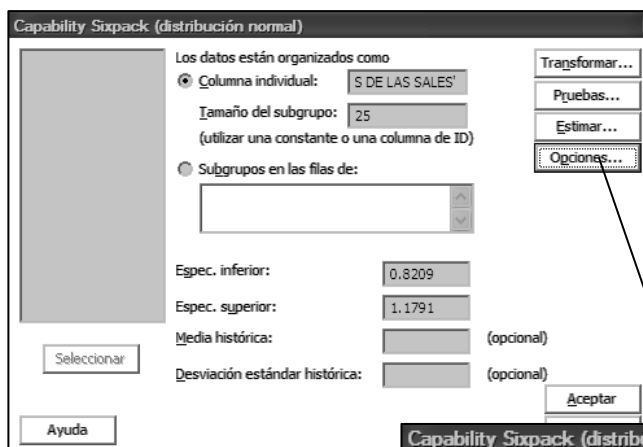 Capability Sixpack (distribución normal)
Los datos están organizados como
Columna individual: S DE LAS SALES'
Tamaño del subgrupo: 25
(utilizar una constante o una columna de ID)
Subgrupos en las filas de:
Espec. inferior: 0.8209
Espec. superior: 1.1791
Media histórica: (opcional)
Desviación estándar histórica: (opcional)
Transformar...
Pruebas...
Estimar...
Opciones...
Seleccionar
Aceptar
Ayuda
Capability Sixpack (distrib